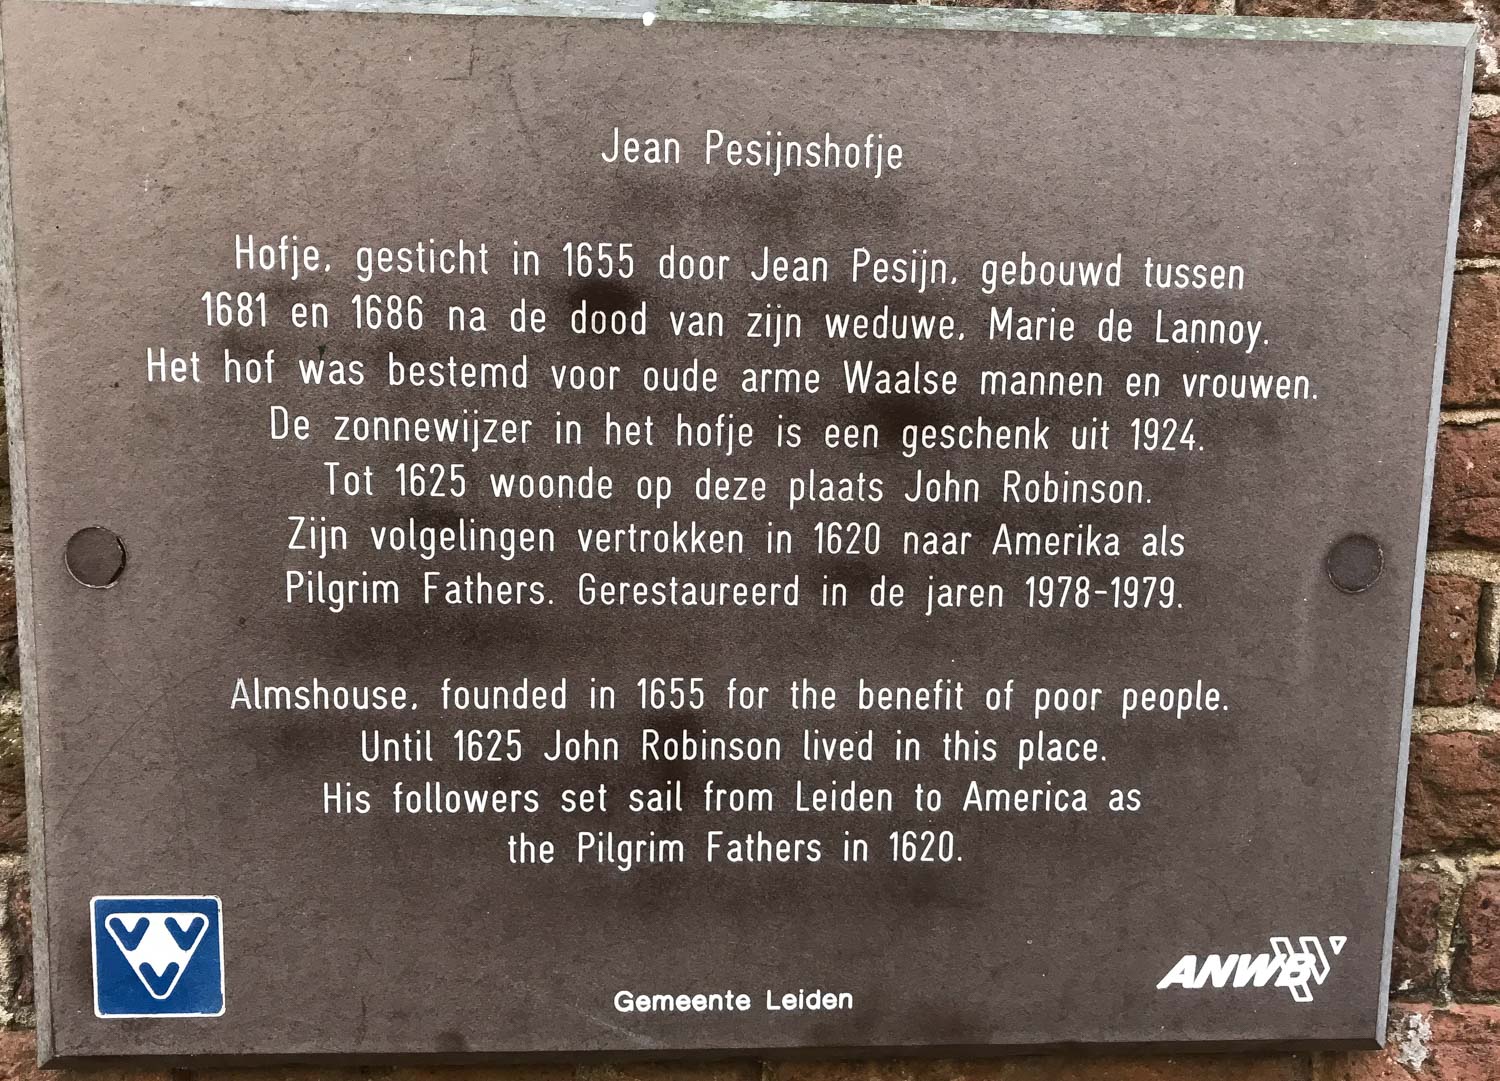 Jean Pesijnshofje
Hofje, gesticht in 1655 door Jean Pesijn, gebouwd tussen
1681 en 1686 na de dood van zijn weduwe, Marie de Lannoy.
Het hof was bestemd voor oude arme Waalse mannen en vrouwen.
De zonnewijzer in het hofje is een geschenk uit 1924.
Tot 1625 woonde op deze plaats John Robinson.
Zijn volgelingen vertrokken in 1620 naar Amerika als
Pilgrim Fathers. Gerestaureerd in de jaren 1978-1979.
Almshouse, founded in 1655 for the benefit of poor people.
Until 1625 John Robinson lived in this place.
His followers set sail from Leiden to America as
the Pilgrim Fathers in 1620.
Gemeente Leiden
ANWB